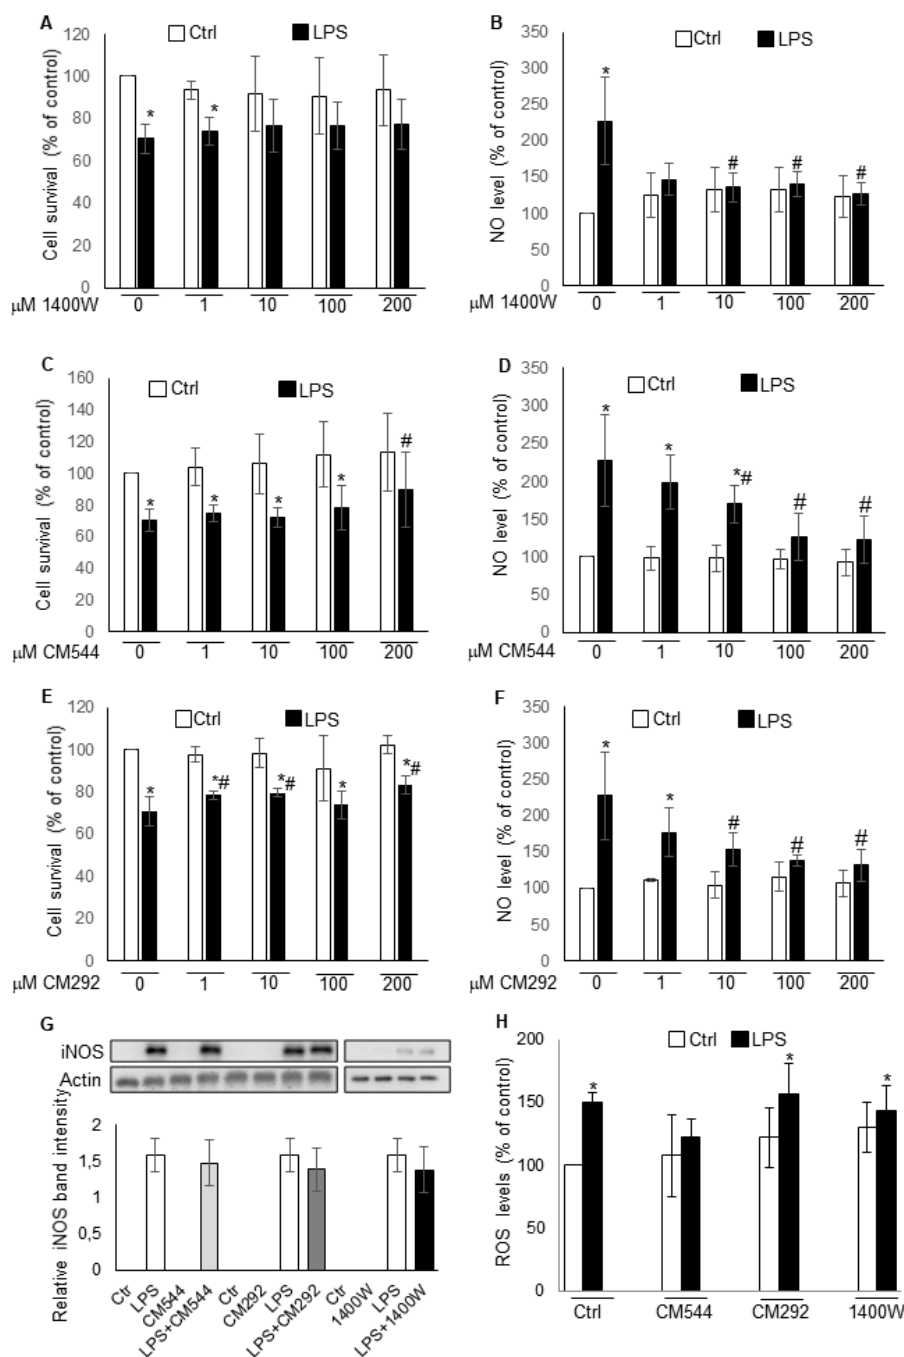 A
Ctrl LPS
Cell survival (% of control)
120
100
80
60
40
20
0
* *
μM 1400W 0 1 10 100 200
B
Ctrl LPS
NO level (% of control)
350
300
250
200
150
100
50
0
* # # #
μM 1400W 0 1 10 100 200
C
Ctrl LPS
Cell survival (% of control)
160
140
120
100
80
60
40
20
0
* * * * #
μM CM544 0 1 10 100 200
D
Ctrl LPS
NO level (% of control)
350
300
250
200
150
100
50
0
* * *# # #
μM CM544 0 1 10 100 200
E
Ctrl LPS
Cell survival (% of control)
120
100
80
60
40
20
0
* *# *# * *#
μM CM292 0 1 10 100 200
F
Ctrl LPS
NO level (% of control)
350
300
250
200
150
100
50
0
* * # # #
μM CM292 0 1 10 100 200
G
iNOS
Actin
Relative iNOS band intensity
2
1,5
1
0,5
0
Ctr LPS CM544 LPS+CM544 Ctr CM292 LPS LPS+CM292 Ctr 1400W LPS LPS+1400W
H
Ctrl LPS
ROS levels (% of control)
200
150
100
50
0
* * *
Ctrl CM544 CM292 1400W